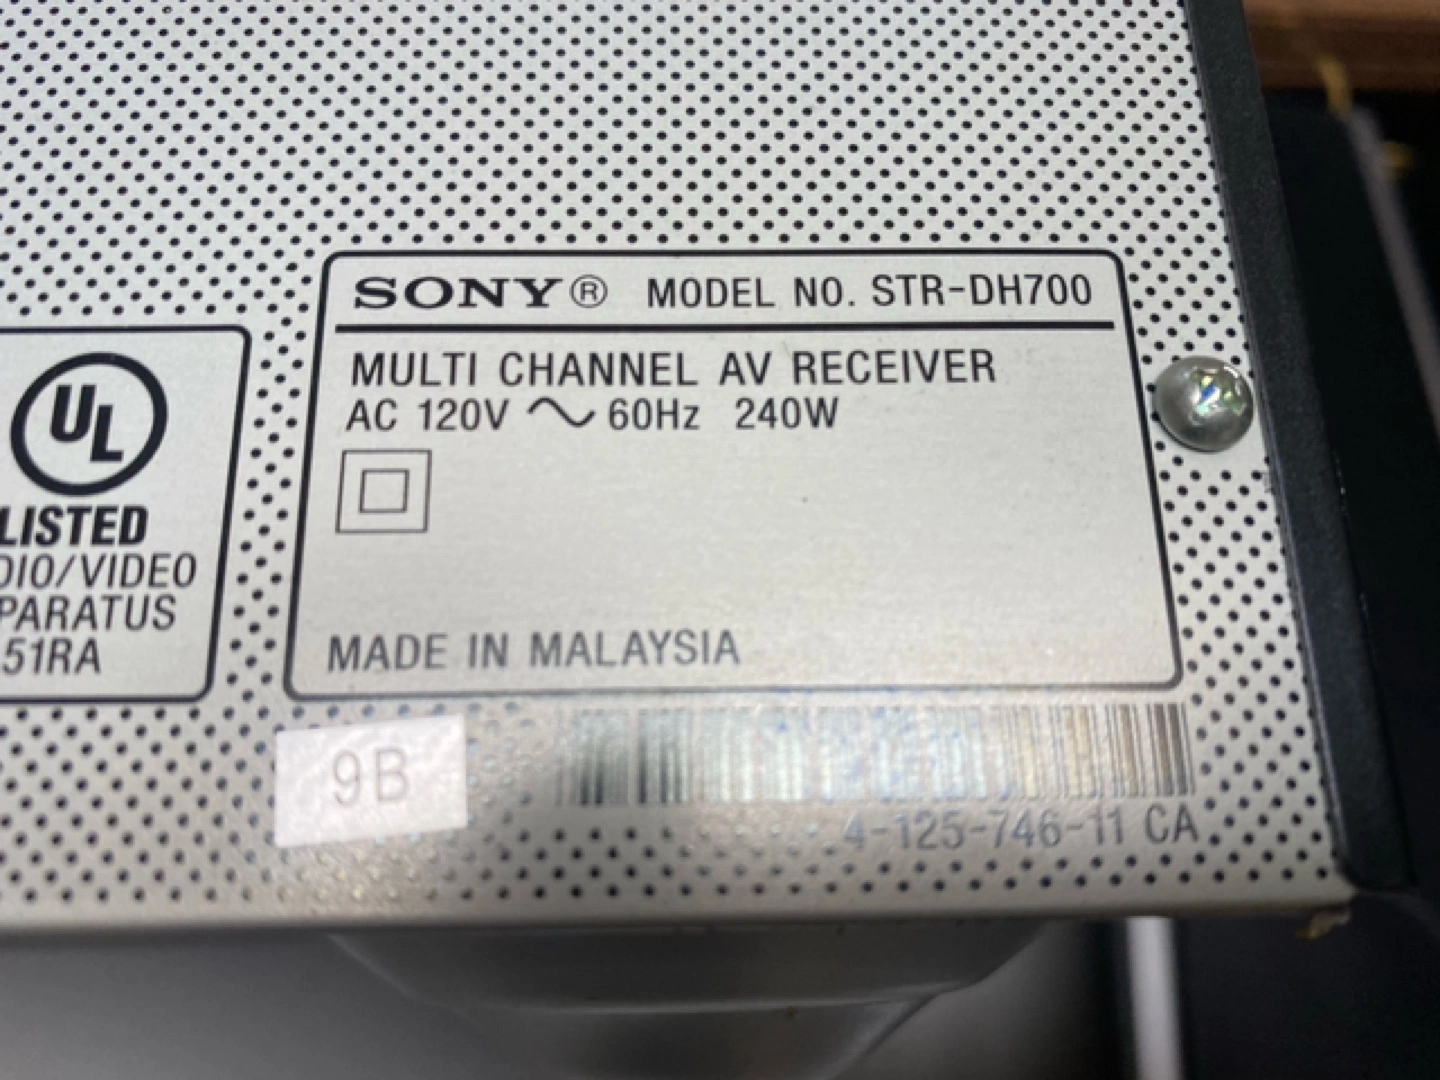 SONY® MODEL NO. STR-DH700
MULTI CHANNEL AV RECEIVER
AC 120V ~ 60Hz 240W
MADE IN MALAYSIA
UL
LISTED
DIO/VIDEO
PARATUS
51RA
9B
4-125-746-11 CA